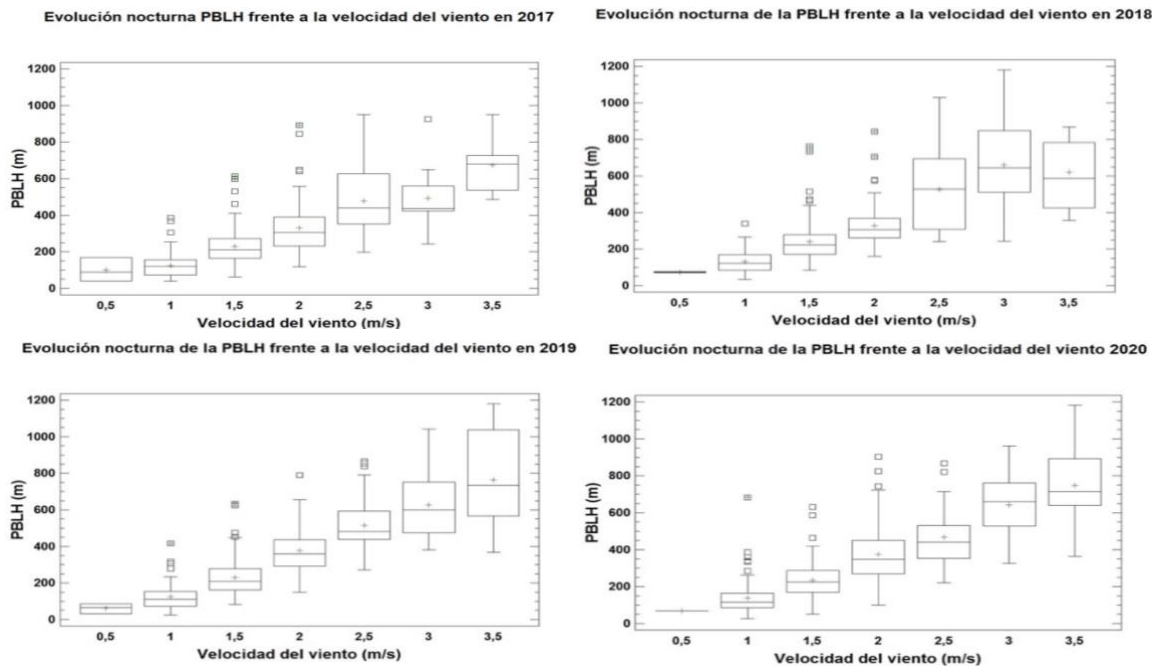 Evolución nocturna PBLH frente a la velocidad del viento en 2017
1200
1000
800
600
400
200
0
PBLH (m)
0,5 1 1,5 2 2,5 3 3,5
Velocidad del viento (m/s)
Evolución nocturna de la PBLH frente a la velocidad del viento en 2018
1200
1000
800
600
400
200
0
PBLH (m)
0,5 1 1,5 2 2,5 3 3,5
Velocidad del viento (m/s)
Evolución nocturna de la PBLH frente a la velocidad del viento en 2019
1200
1000
800
600
400
200
0
PBLH (m)
0,5 1 1,5 2 2,5 3 3,5
Velocidad del viento (m/s)
Evolución nocturna de la PBLH frente a la velocidad del viento 2020
1200
1000
800
600
400
200
0
PBLH (m)
0,5 1 1,5 2 2,5 3 3,5
Velocidad del viento (m/s)